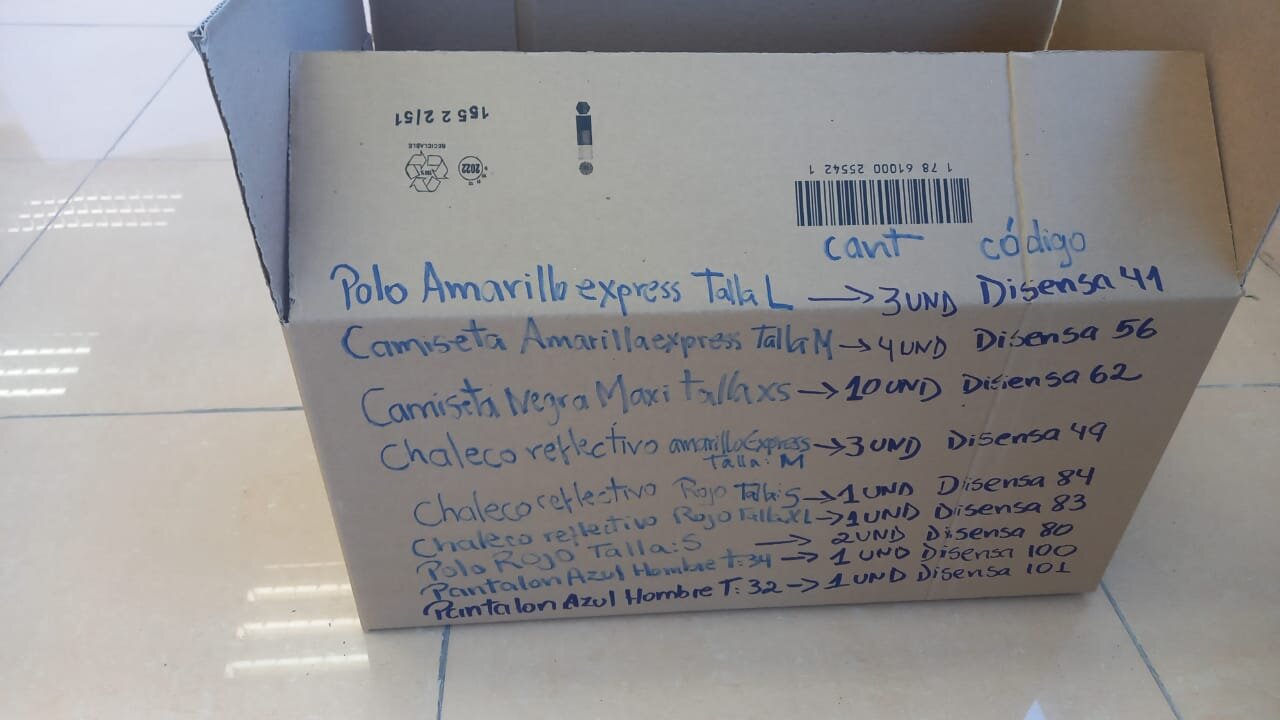 155 2 2/51
RECICLABLE
100%
2022
1 78 61000 25542 1
cant código
Polo Amarillo express Talla L → 3 UND Disensa 41
Camiseta Amarilla express Talla M → 4 UND Disensa 56
Camiseta Negra Maxi talla xs → 10 UND Disensa 62
Chaleco reflectivo amarillo Express → 3 UND Disensa 49
Talla: M
Chaleco reflectivo Rojo Talla: S → 1 UND Disensa 84
Chaleco reflectivo Rojo Talla XL → 1 UND Disensa 83
Polo ROJO Talla: S → 2 UND Disensa 80
Pantalon Azul Hombre T: 34 → 1 UND Disensa 100
Pantalon Azul Hombre T: 32 → 1 UND Disensa 101